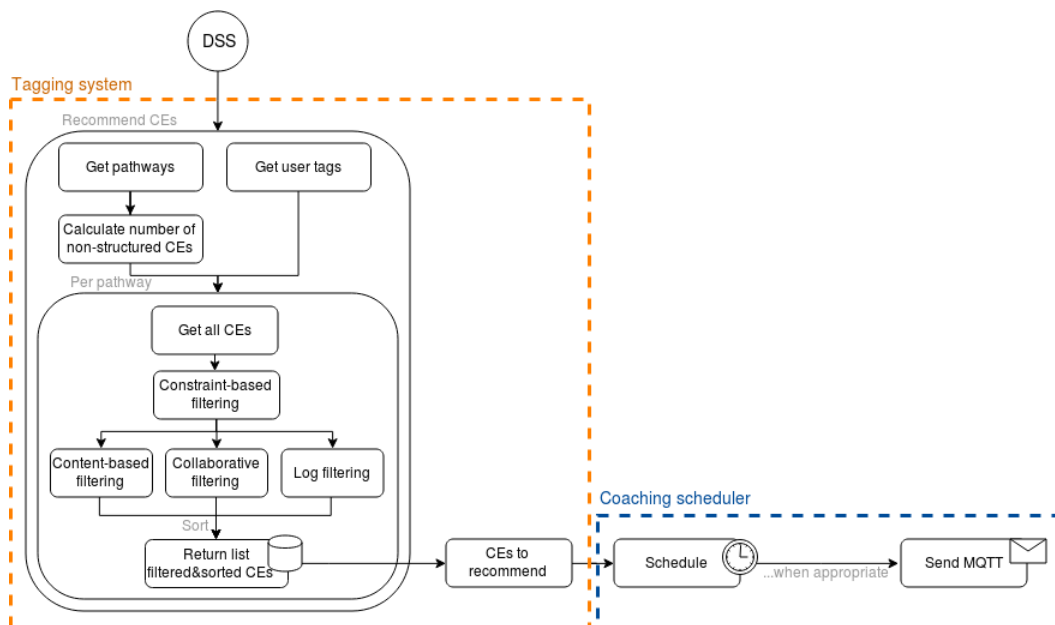 DSS
Tagging system
Recommend CEs
Get pathways
Get user tags
Calculate number of
non-structured CEs
Per pathway
Get all CEs
Constraint-based
filtering
Content-based
filtering
Collaborative
filtering
Log filtering
Sort
Return list
filtered&sorted CEs
CEs to
recommend
Coaching scheduler
Schedule
...when appropriate
Send MQTT